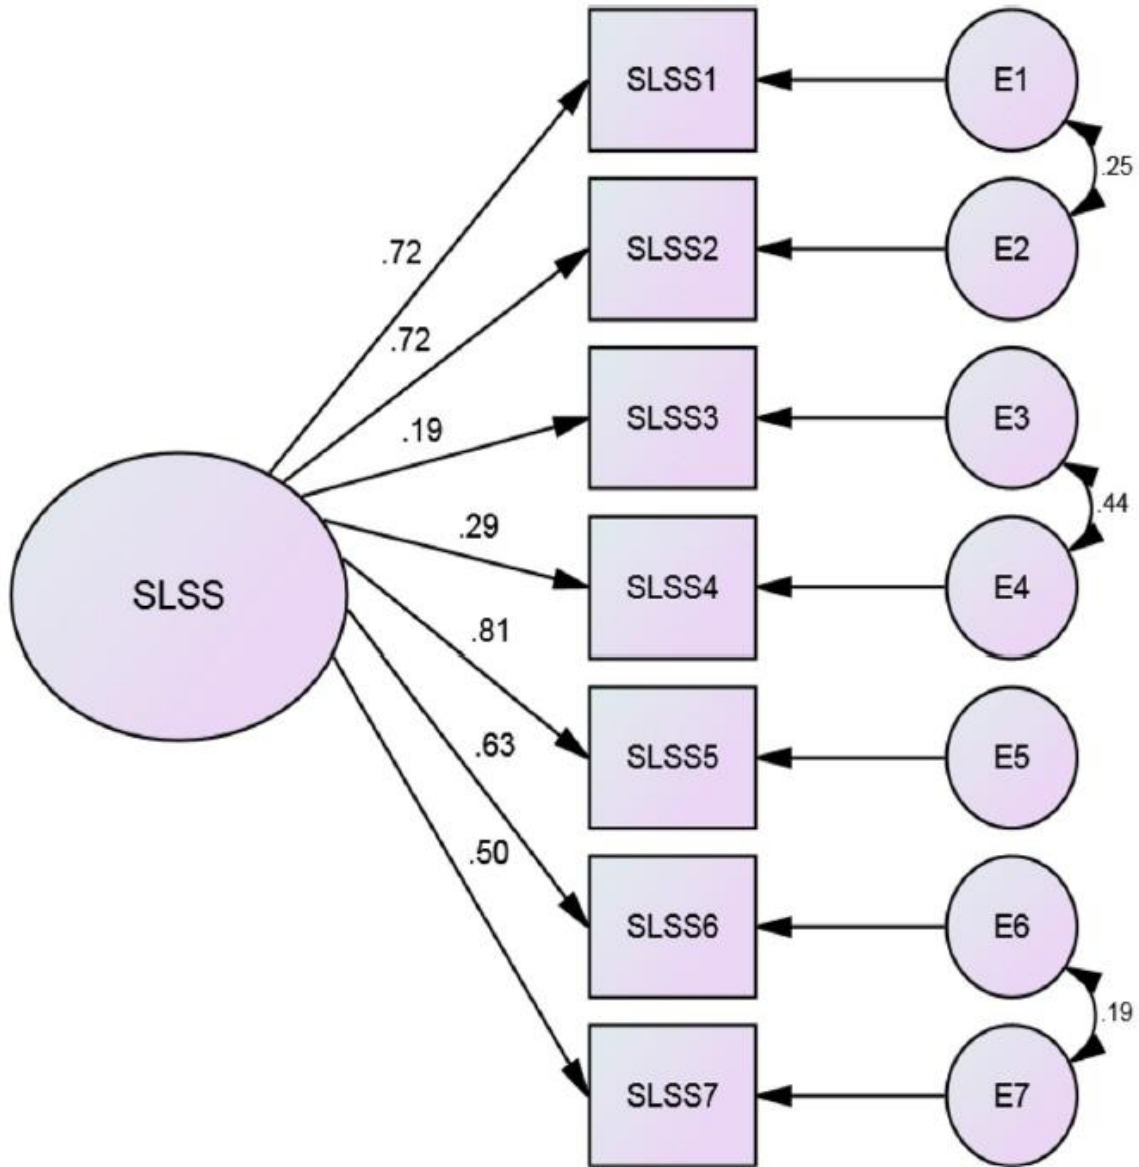 SLSS1
E1
.25
.72
SLSS2
E2
.72
SLSS3
E3
.19
.44
.29
SLSS4
E4
SLSS
.81
SLSS5
E5
.63
SLSS6
E6
.50
.19
SLSS7
E7